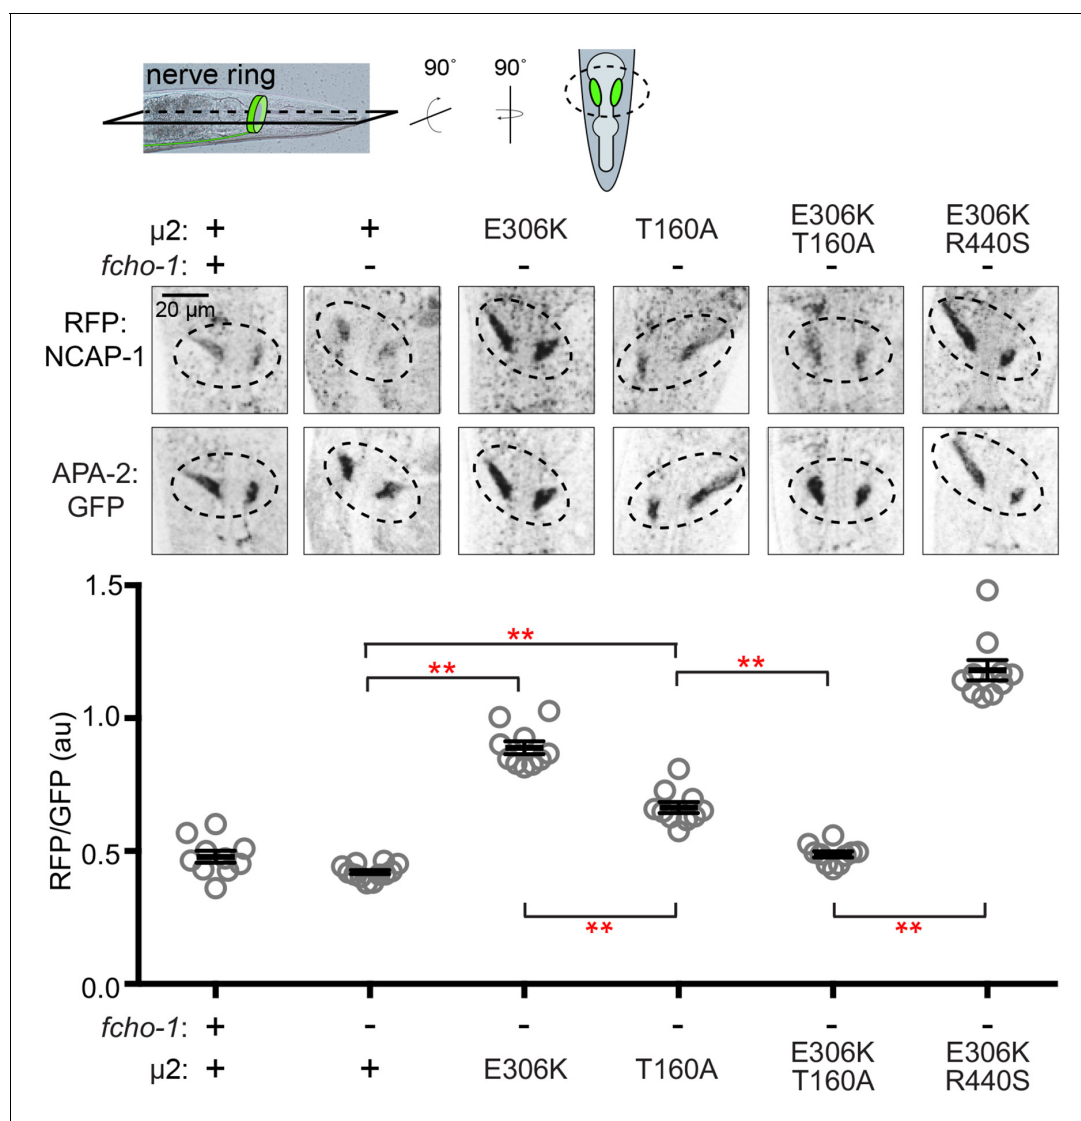 nerve ring
90° 90°
μ2: + + E306K T160A E306K T160A E306K R440S
fcho-1: + - - - - -
20 μm
RFP:
NCAP-1
APA-2:
GFP
1.5
**
** **
1.0
RFP/GFP (au)
0.5
** **
0.0
fcho-1: + - - - - -
μ2: + + E306K T160A E306K T160A E306K R440S